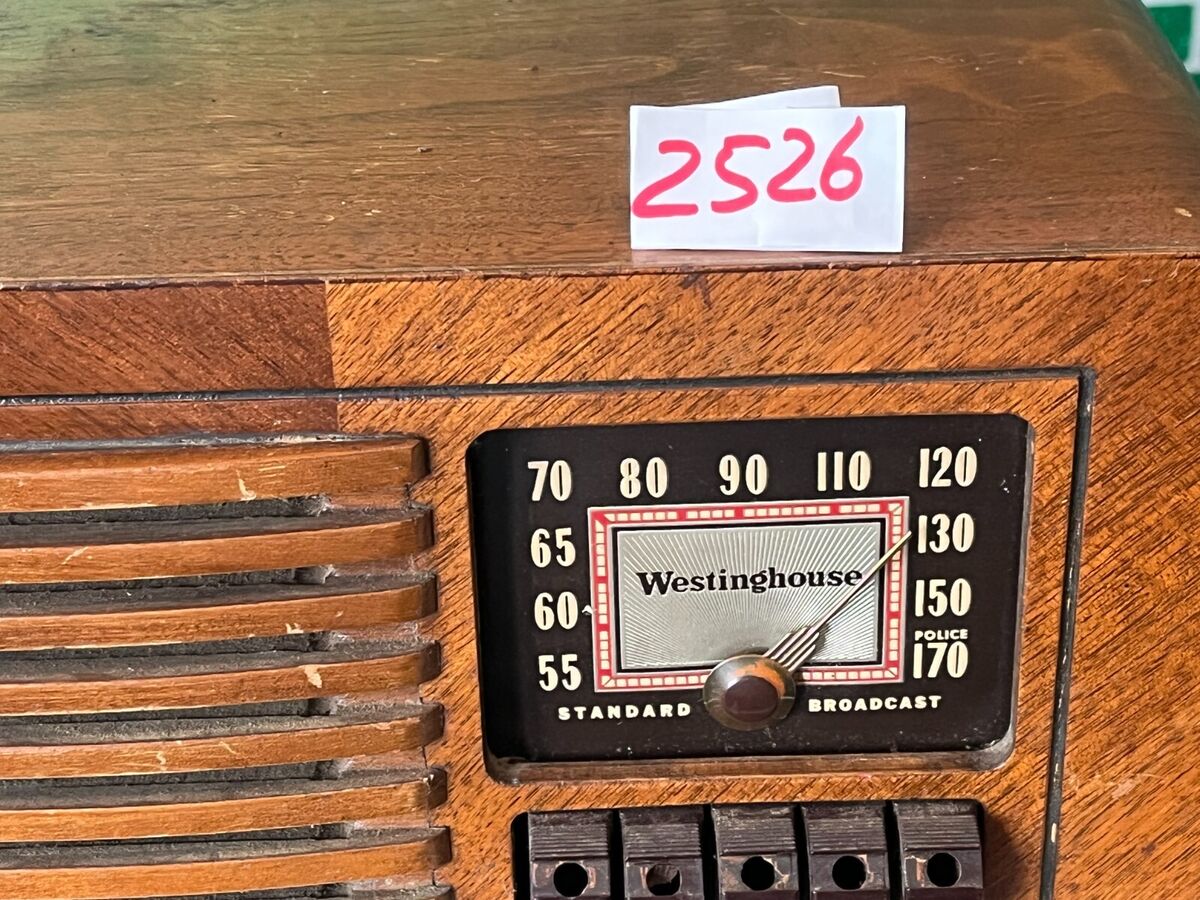 2526
70 80 90 110 120
65 130
Westinghouse
60 150
POLICE
55 170
STANDARD BROADCAST